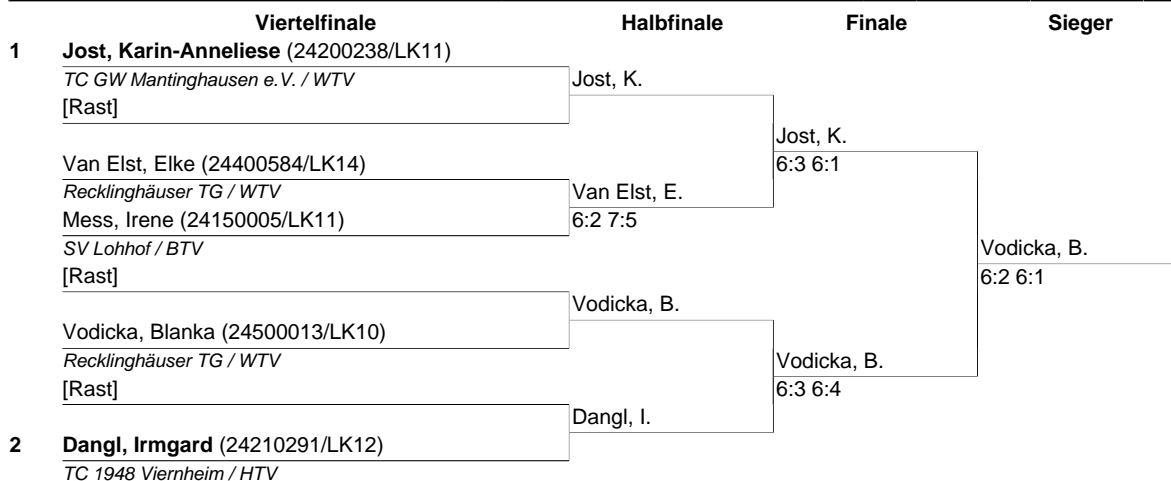 Viertelfinale Halbfinale Finale Sieger
1 Jost, Karin-Anneliese (24200238/LK11)
TC GW Mantinghausen e.V. / WTV Jost, K.
[Rast]
Jost, K.
Van Elst, Elke (24400584/LK14) 6:3 6:1
Recklinghäuser TG / WTV Van Elst, E.
Mess, Irene (24150005/LK11) 6:2 7:5
SV Lohhof / BTV Vodicka, B.
[Rast] 6:2 6:1
Vodicka, B.
Vodicka, Blanka (24500013/LK10)
Recklinghäuser TG / WTV Vodicka, B.
[Rast] 6:3 6:4
Dangl, I.
2 Dangl, Irmgard (24210291/LK12)
TC 1948 Viernheim / HTV